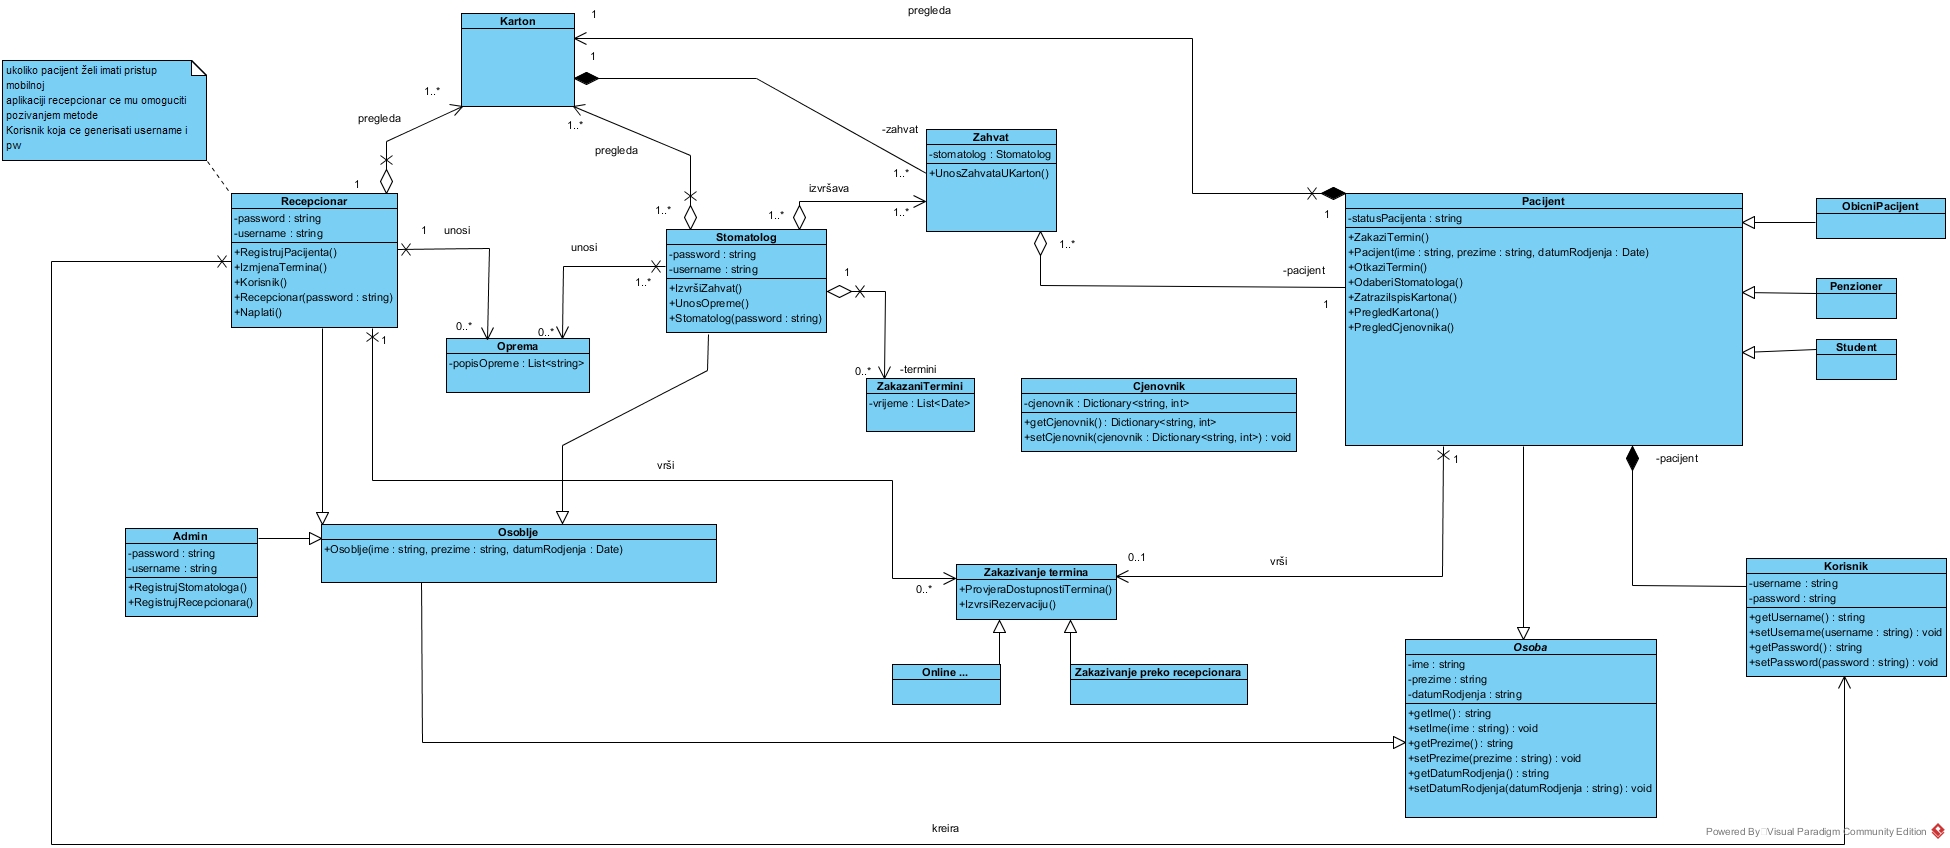 pregleda
Karton
1
1
1..*
1..*
pregleda
pregleda
ukoliko pacijent želi imati pristup
mobilnoj
aplikaciji recepcionar ce mu omoguciti
pozivanjem metode
Korisnik koja ce generisati username i
pw
-zahvat
1..*
Zahvat
-stomatolog : Stomatolog
+UnosZahvataUKarton()
izvršava
1..*
1..*
1..*
1
1..*
Recepcionar
-password : string
-username : string
+RegistrujPacijenta()
+IzmjenaTermina()
+Korisnik()
+Recepcionar(password : string)
+Naplati()
1
unosi
unosi
1..*
Stomatolog
-password : string
-username : string
+IzvršiZahvat()
+UnosOpreme()
+Stomatolog(password : string)
1
-pacijent
1
1
Pacijent
-statusPacijenta : string
+ZakaziTermin()
+Pacijent(ime : string, prezime : string, datumRodjenja : Date)
+OtkaziTermin()
+OdaberiStomatologa()
+ZatraziIspisKartona()
+PregledKartona()
+PregledCjenovnika()
ObicniPacijent
Penzioner
Student
0..*
0..*
1
Oprema
-popisOpreme : List<string>
0..*
-termini
ZakazaniTermini
-vrijeme : List<Date>
Cjenovnik
-cjenovnik : Dictionary<string, int>
+getCjenovnik() : Dictionary<string, int>
+setCjenovnik(cjenovnik : Dictionary<string, int>) : void
vrši
1
-pacijent
Admin
-password : string
-username : string
+RegistrujStomatologa()
+RegistrujRecepcionara()
Osoblje
+Osoblje(ime : string, prezime : string, datumRodjenja : Date)
0..*
0..1
vrši
Zakazivanje termina
+ProvjeraDostupnostiTermina()
+IzvrsiRezervaciju()
Online ...
Zakazivanje preko recepcionara
Korisnik
-username : string
-password : string
+getUsername() : string
+setUsername(username : string) : void
+getPassword() : string
+setPassword(password : string) : void
Osoba
-ime : string
-prezime : string
-datumRodjenja : string
+getIme() : string
+setIme(ime : string) : void
+getPrezime() : string
+setPrezime(prezime : string) : void
+getDatumRodjenja() : string
+setDatumRodjenja(datumRodjenja : string) : void
kreira
Powered By Visual Paradigm Community Edition